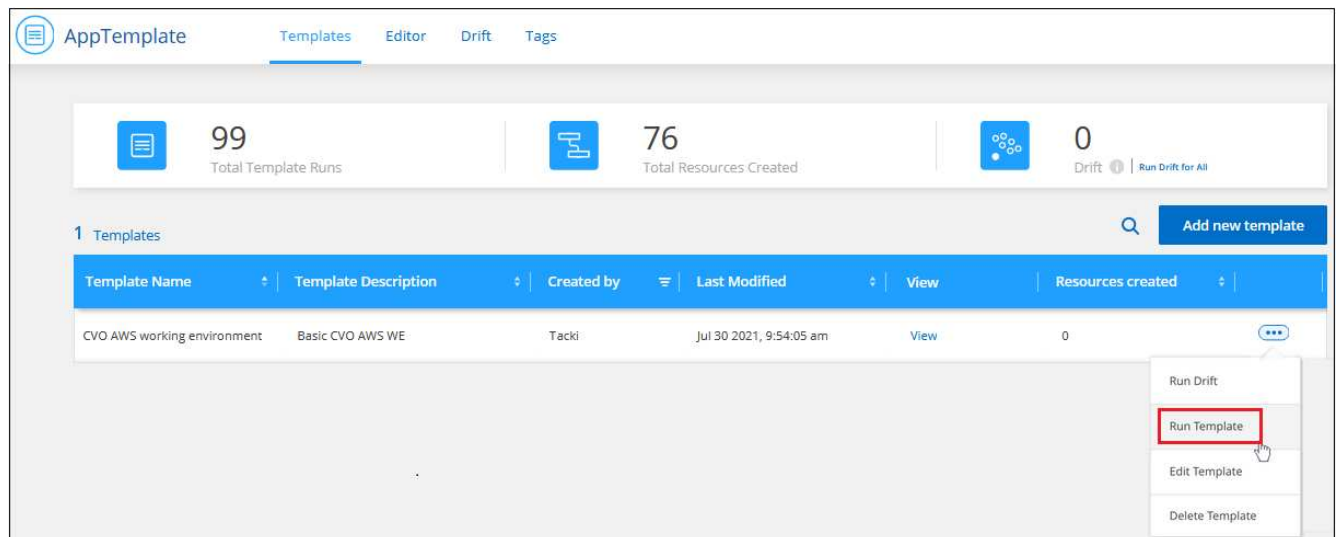 AppTemplate Templates Editor Drift Tags
99 76 0
Total Template Runs Total Resources Created Drift Run Drift for All
1 Templates Add new template
Template Name Template Description Created by Last Modified View Resources created
CVO AWS working environment Basic CVO AWS WE Tacki Jul 30 2021, 9:54:05 am View 0
Run Drift
Run Template
Edit Template
Delete Template